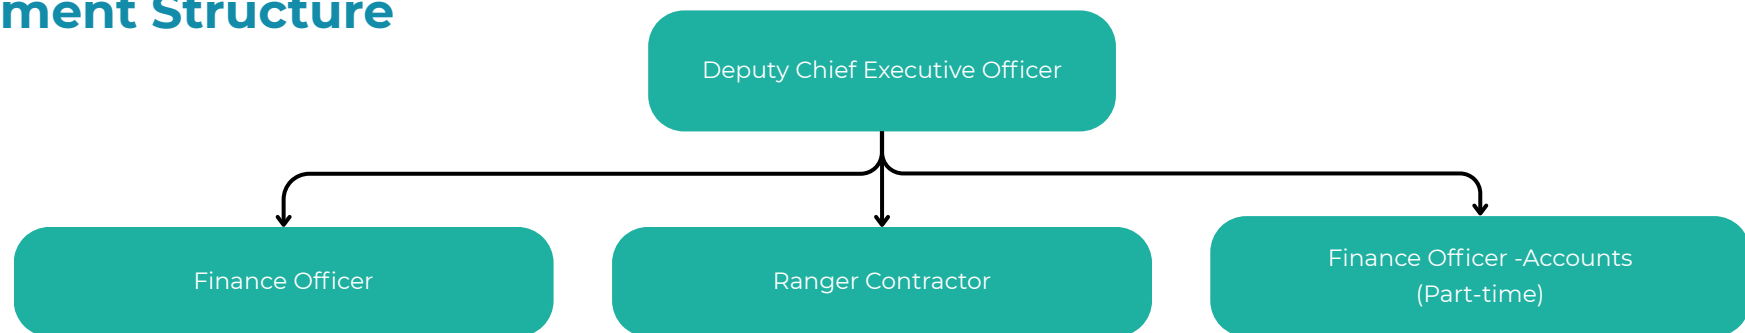 ment Structure
Deputy Chief Executive Officer
Finance Officer
Ranger Contractor
Finance Officer -Accounts
(Part-time)